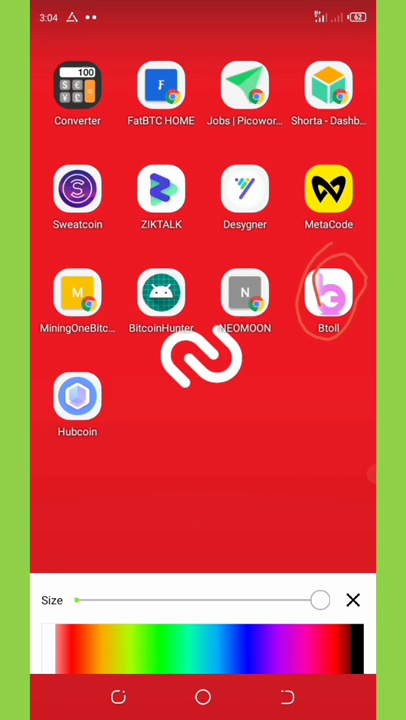 3:04
62
100
Converter
FatBTC HOME
Jobs | Picowor...
Shorta - Dashb...
Sweatcoin
ZIKTALK
Desygner
MetaCode
M
N
MiningOneBitc...
BitcoinHunter
NEOMOON
Btoll
Hubcoin
Size